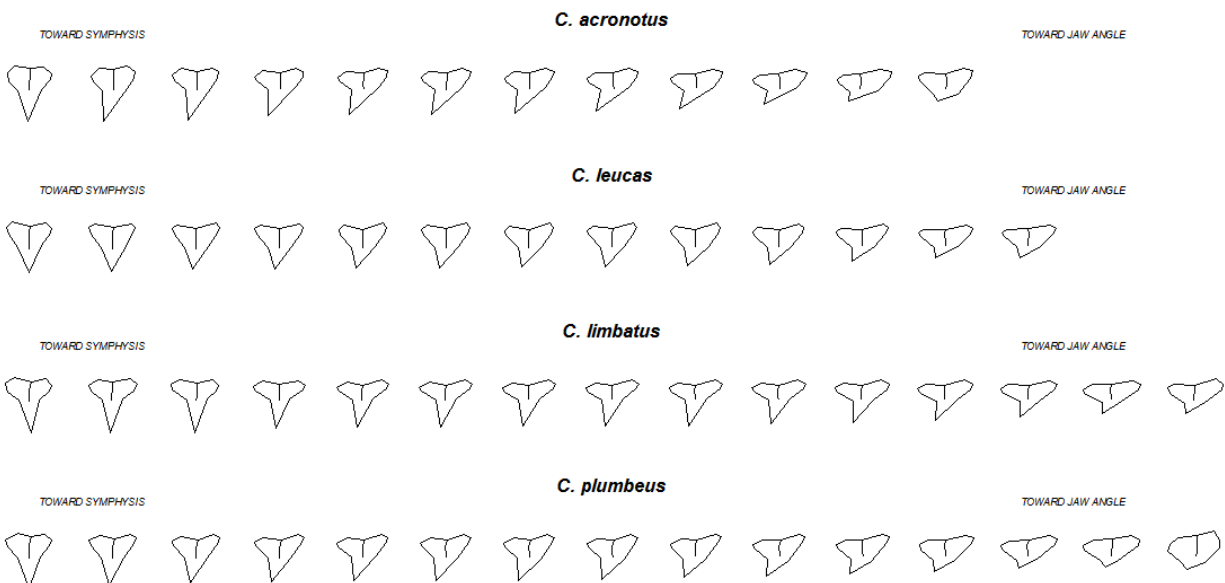 C. acronotus
TOWARD SYMPHYSIS TOWARD JAW ANGLE
C. leucas
TOWARD SYMPHYSIS TOWARD JAW ANGLE
C. limbatus
TOWARD SYMPHYSIS TOWARD JAW ANGLE
C. plumbeus
TOWARD SYMPHYSIS TOWARD JAW ANGLE